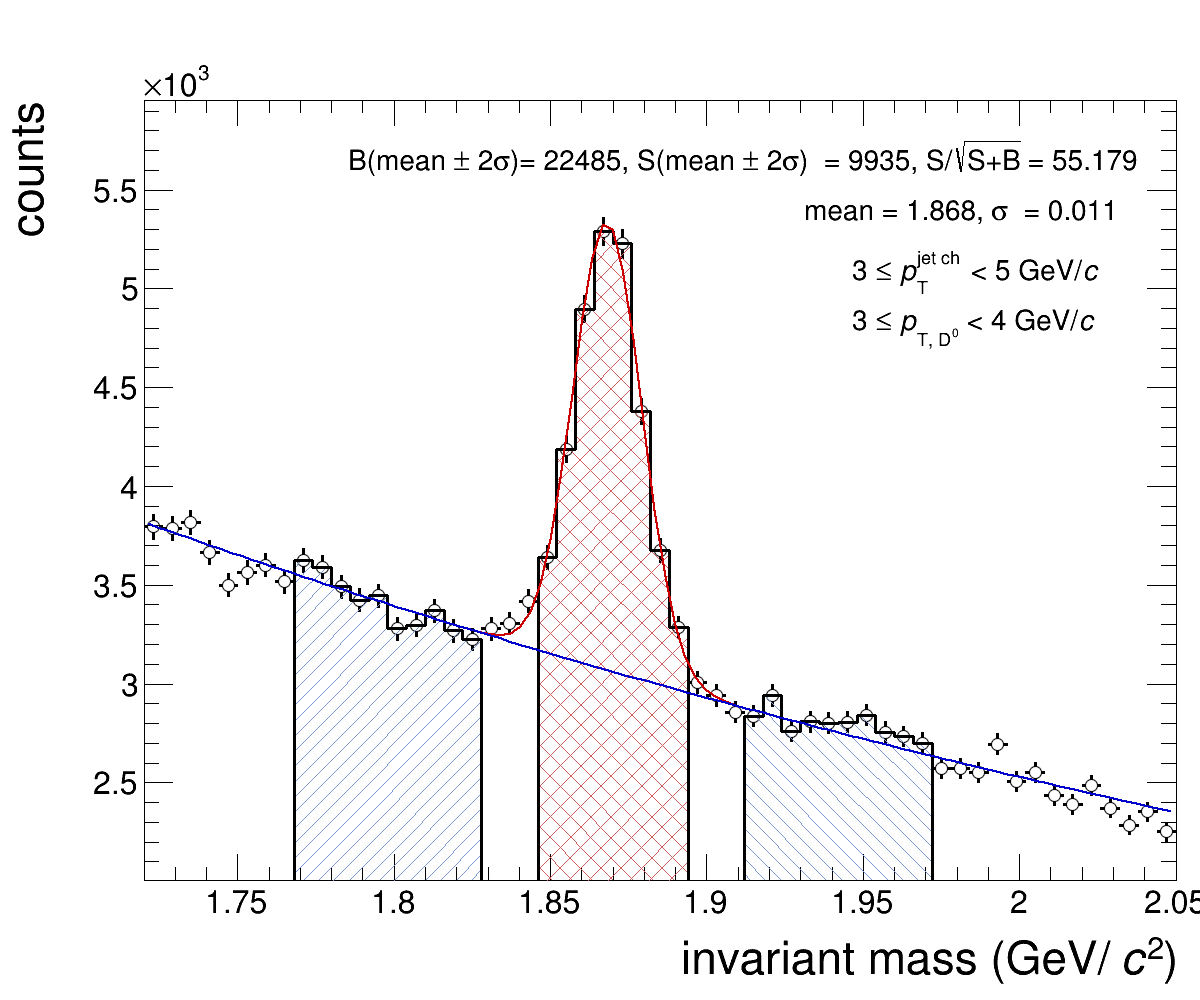 ×10³
counts
B(mean ± 2σ)= 22485, S(mean ± 2σ) = 9935, S/√S+B = 55.179
mean = 1.868, σ = 0.011
3 ≤ p_T^jet ch < 5 GeV/c
3 ≤ p_T, D⁰ < 4 GeV/c
5.5
5
4.5
4
3.5
3
2.5
1.75 1.8 1.85 1.9 1.95 2 2.05
invariant mass (GeV/ c²)